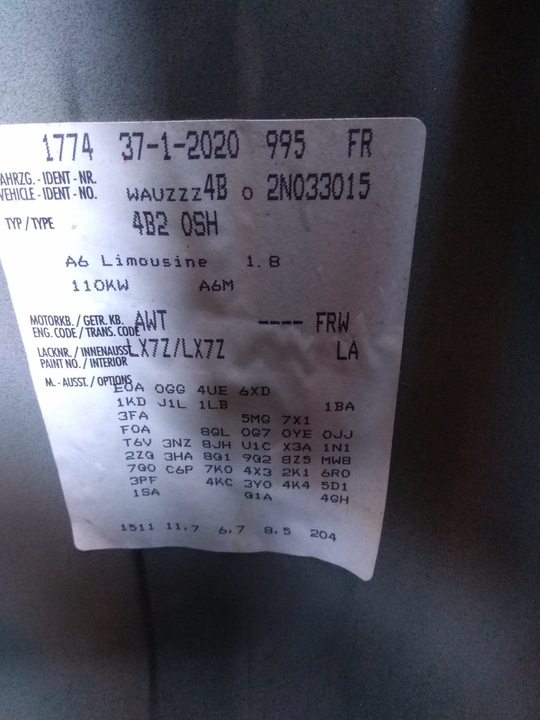 1774 37-1-2020 995 FR
AHRZG.-IDENT-NR.
VEHICLE-IDENT-NO. WAUZZZ4B 0 2N033015
TYP/TYPE 4B2 0SH
A6 Limousine 1.8
110KW A6M
MOTORKB./GETR.KB.
ENG.CODE/TRANS.CODE AWT ---- FRW
LACKNR./INNENAUSST.
PAINT NO./INTERIOR LX7Z/LX7Z LA
M.-AUSST./OPTIONS
E0A 0GG 4UE 6XD
1KD J1L 1LB 1BA
3FA 5MG 7X1
F0A 8GL 0G7 0YE 0JJ
T6V 3NZ 8JH U1C X3A 1N1
2ZG 3HA 8Q1 9Q2 8Z5 MW8
7Q0 C6P 7K0 4X3 2K1 6R0
3PF 4KC 3Y0 4K4 5D1
1SA Q1A 4GH
1511 11,7 6,7 8,5 204